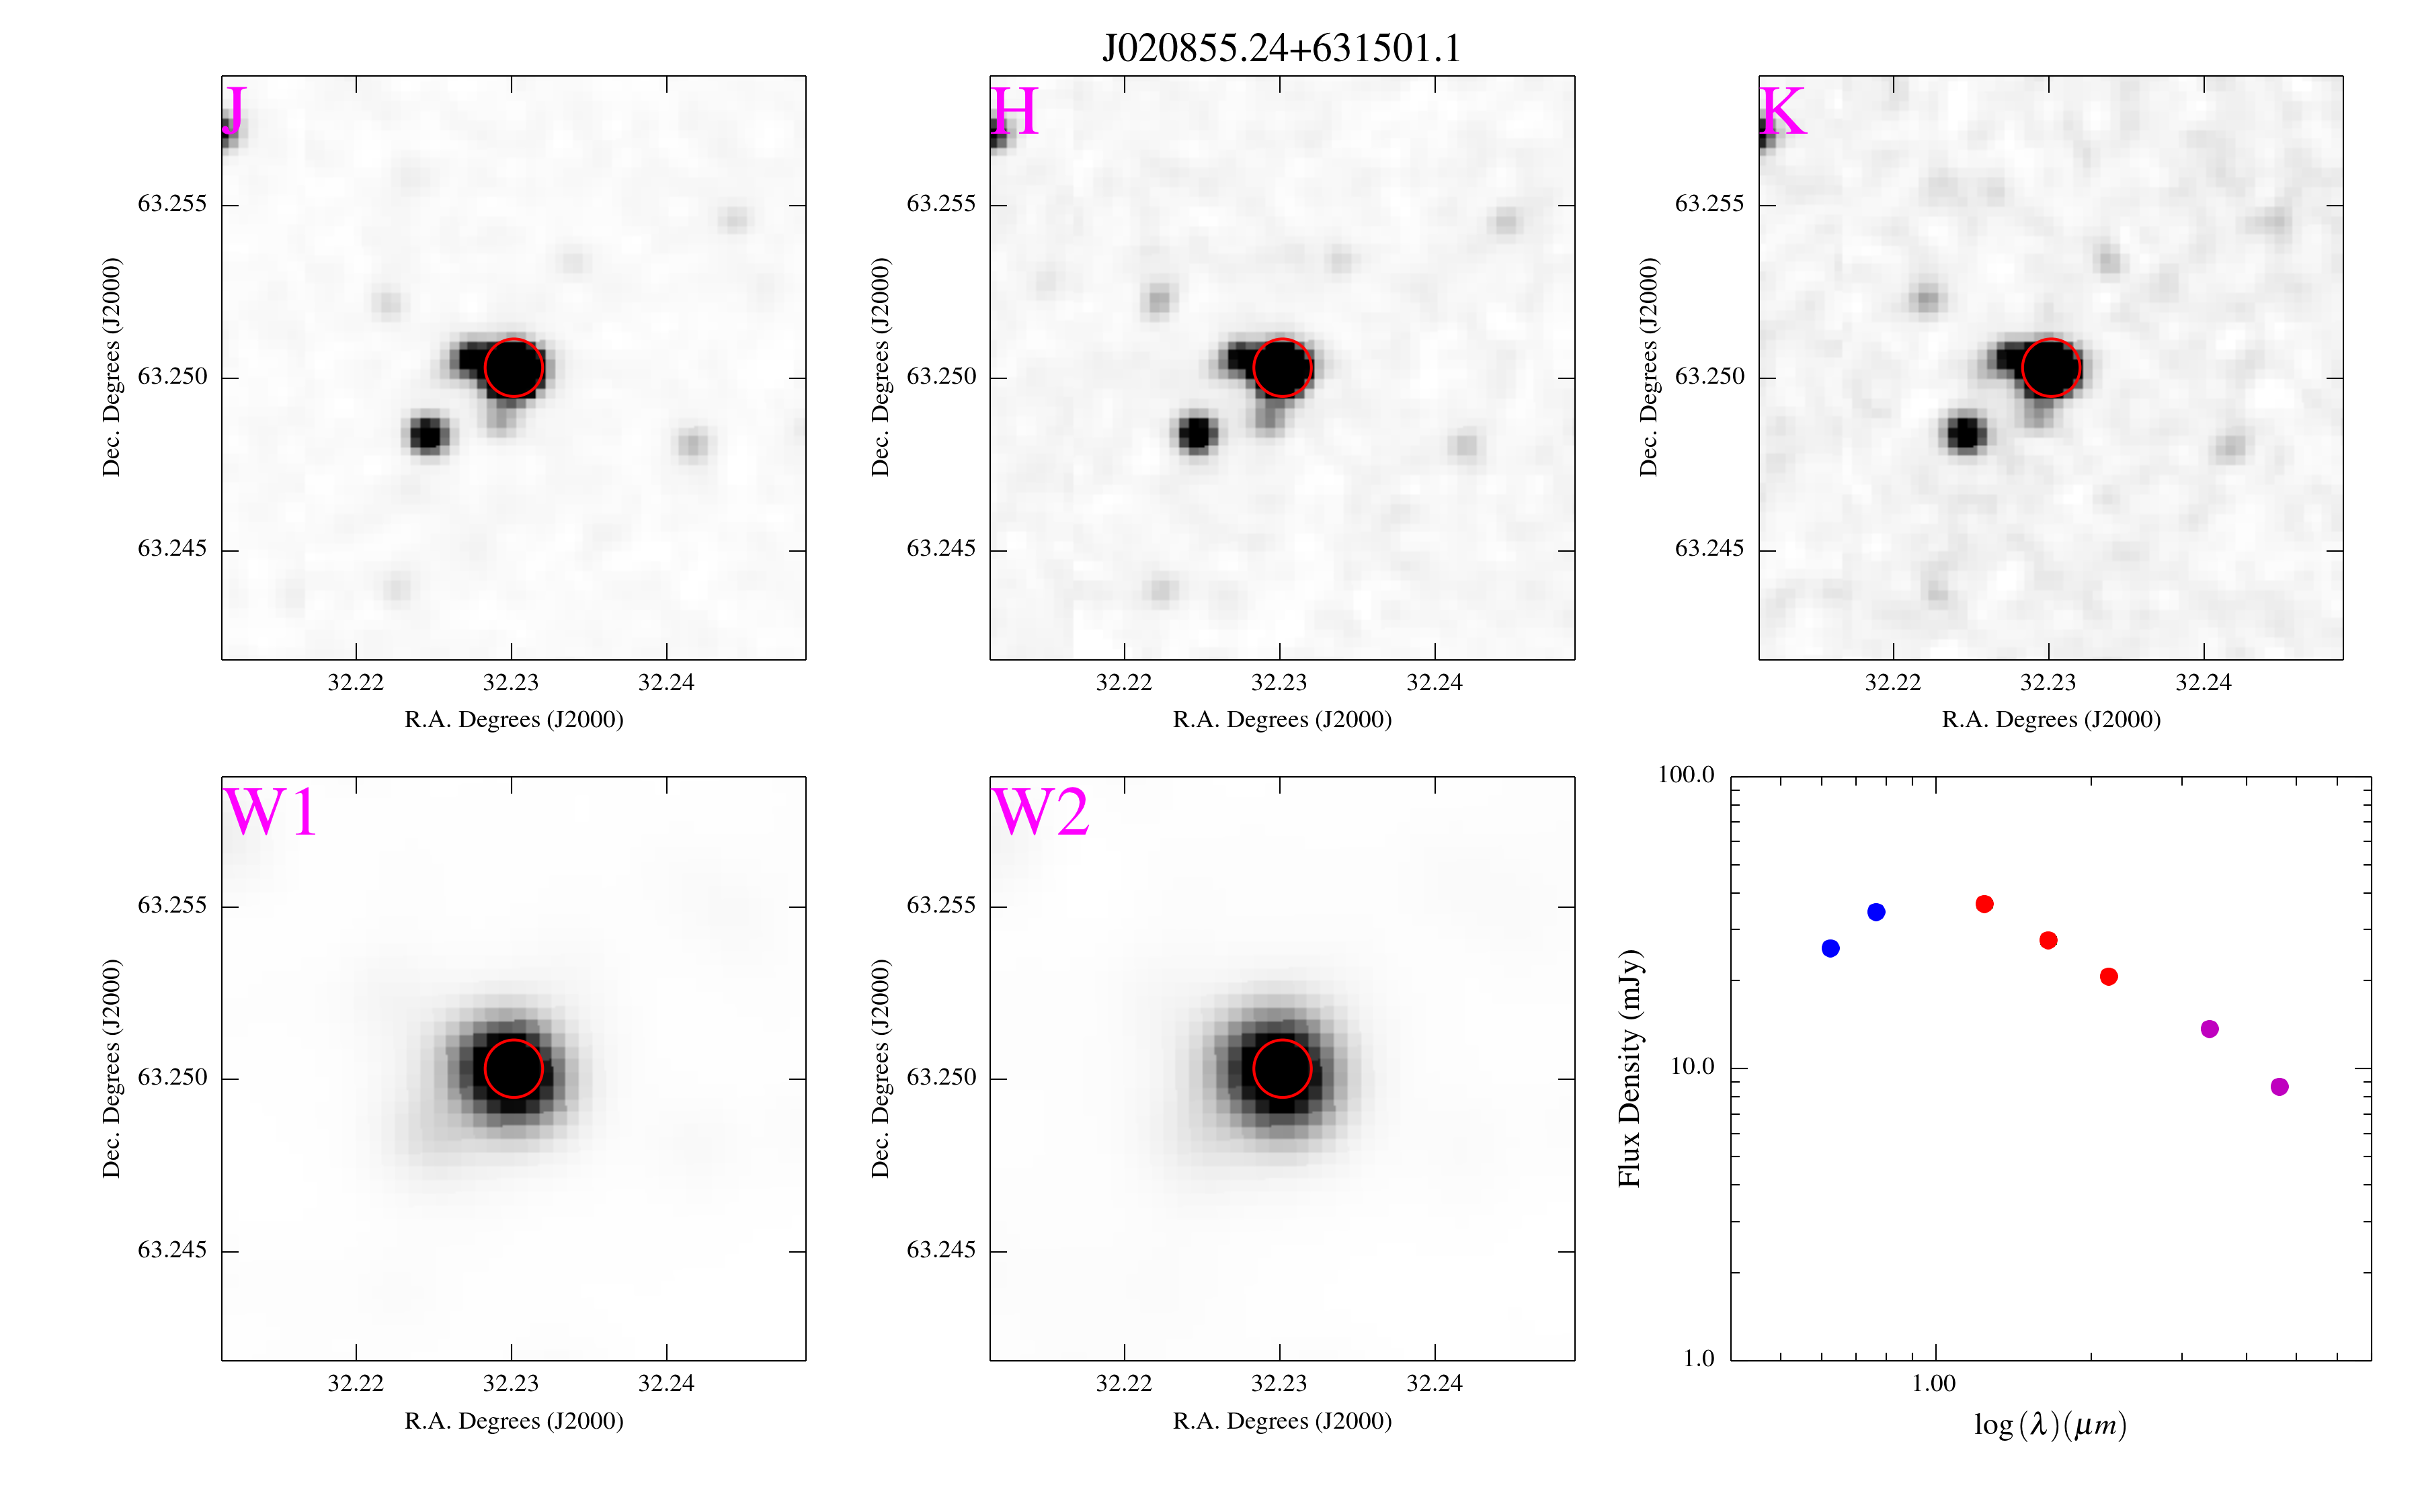 J020855.24+631501.1
J
H
K
63.255
63.250
63.245
Dec. Degrees (J2000)
32.22 32.23 32.24
R.A. Degrees (J2000)
63.255
63.250
63.245
Dec. Degrees (J2000)
32.22 32.23 32.24
R.A. Degrees (J2000)
63.255
63.250
63.245
Dec. Degrees (J2000)
32.22 32.23 32.24
R.A. Degrees (J2000)
W1
63.255
63.250
63.245
Dec. Degrees (J2000)
32.22 32.23 32.24
R.A. Degrees (J2000)
W2
63.255
63.250
63.245
Dec. Degrees (J2000)
32.22 32.23 32.24
R.A. Degrees (J2000)
100.0
10.0
1.0
Flux Density (mJy)
1.00
log(λ)(μm)